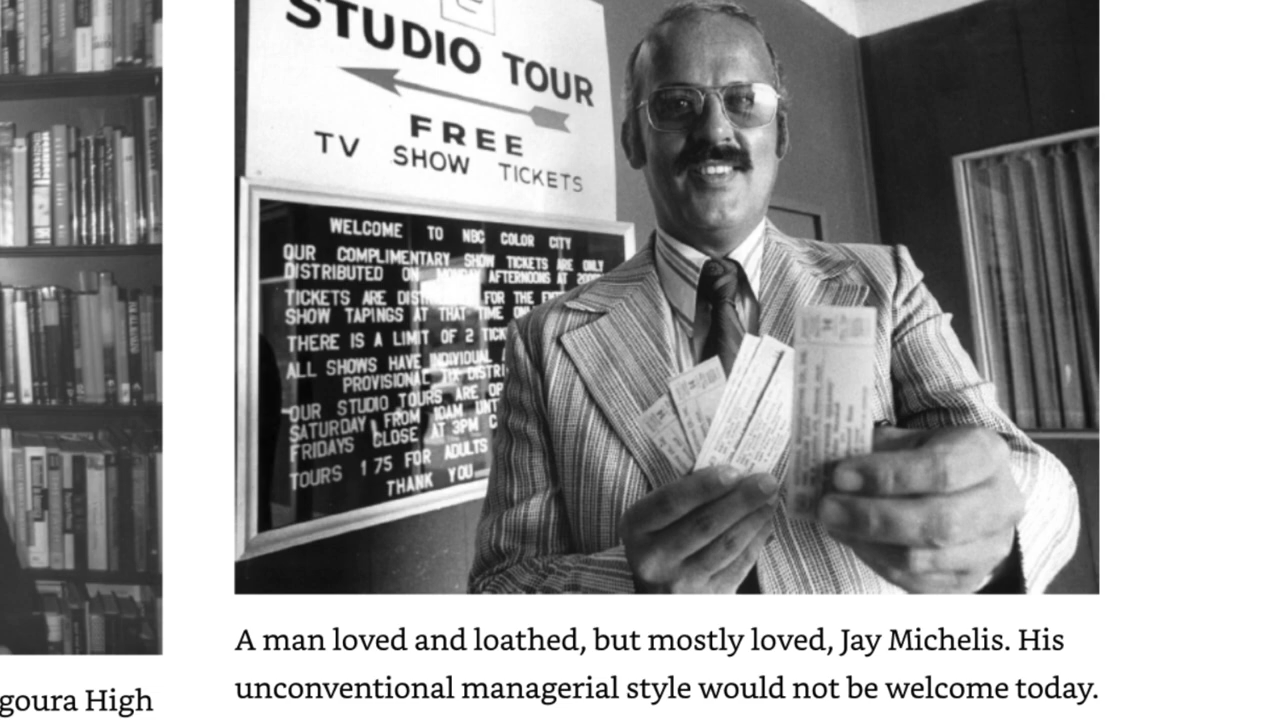 STUDIO TOUR
FREE
TV SHOW TICKETS
WELCOME TO NBC COLOR CITY
OUR COMPLIMENTARY SHOW TICKETS ARE ONLY
DISTRIBUTED ON MONDAY AFTERNOONS AT
TICKETS ARE FOR THE
SHOW TAPINGS AT THAT TIME
THERE IS A LIMIT OF 2
ALL SHOWS HAVE INDIVIDUAL
PROVISIONAL
OUR STUDIO TOURS ARE
SATURDAY FROM 10AM
FRIDAYS CLOSE AT 3PM
TOURS 1 75 FOR ADULTS
THANK YOU
A man loved and loathed, but mostly loved, Jay Michelis. His
unconventional managerial style would not be welcome today.
goura High